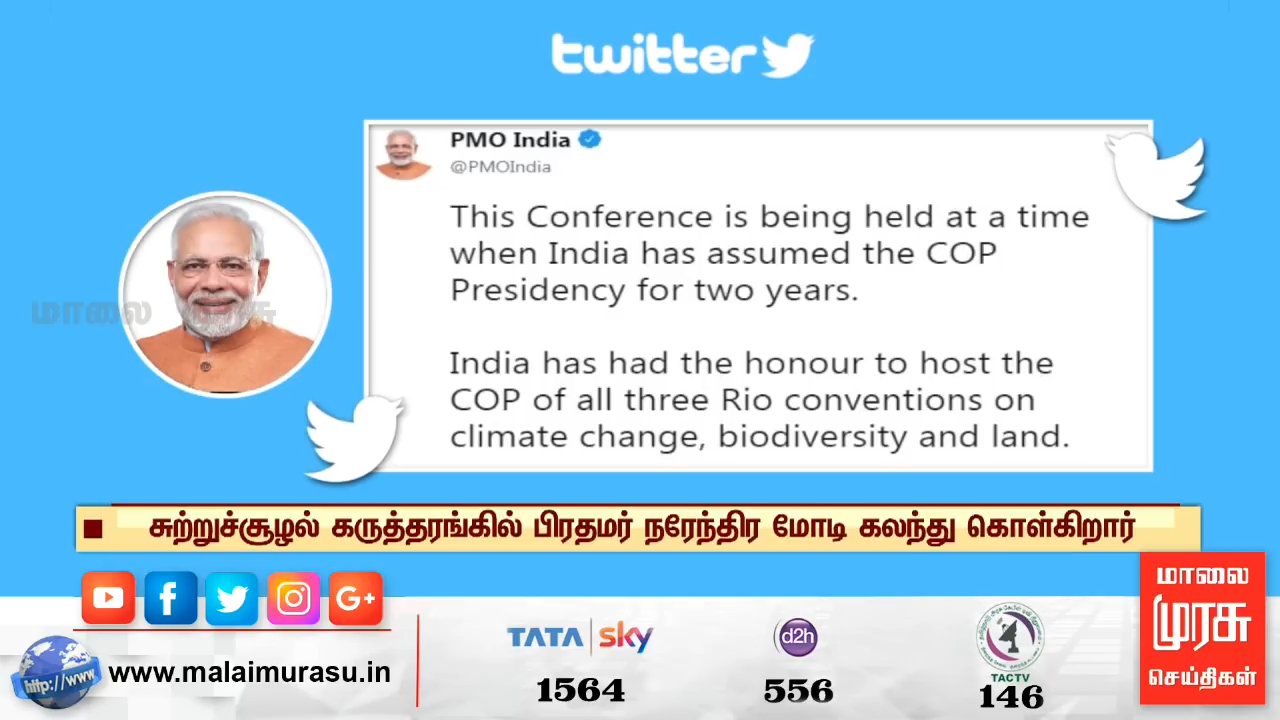 twitter
PMO India
@PMOIndia
This Conference is being held at a time
when India has assumed the COP
Presidency for two years.
India has had the honour to host the
COP of all three Rio conventions on
climate change, biodiversity and land.
மாலை முரசு
சுற்றுச்சூழல் கருத்தரங்கில் பிரதமர் நரேந்திர மோடி கலந்து கொள்கிறார்
மாலை
முரசு
செய்திகள்
G+
http://www
www.malaimurasu.in
TATA sky
1564
d2h
556
TACTV
146